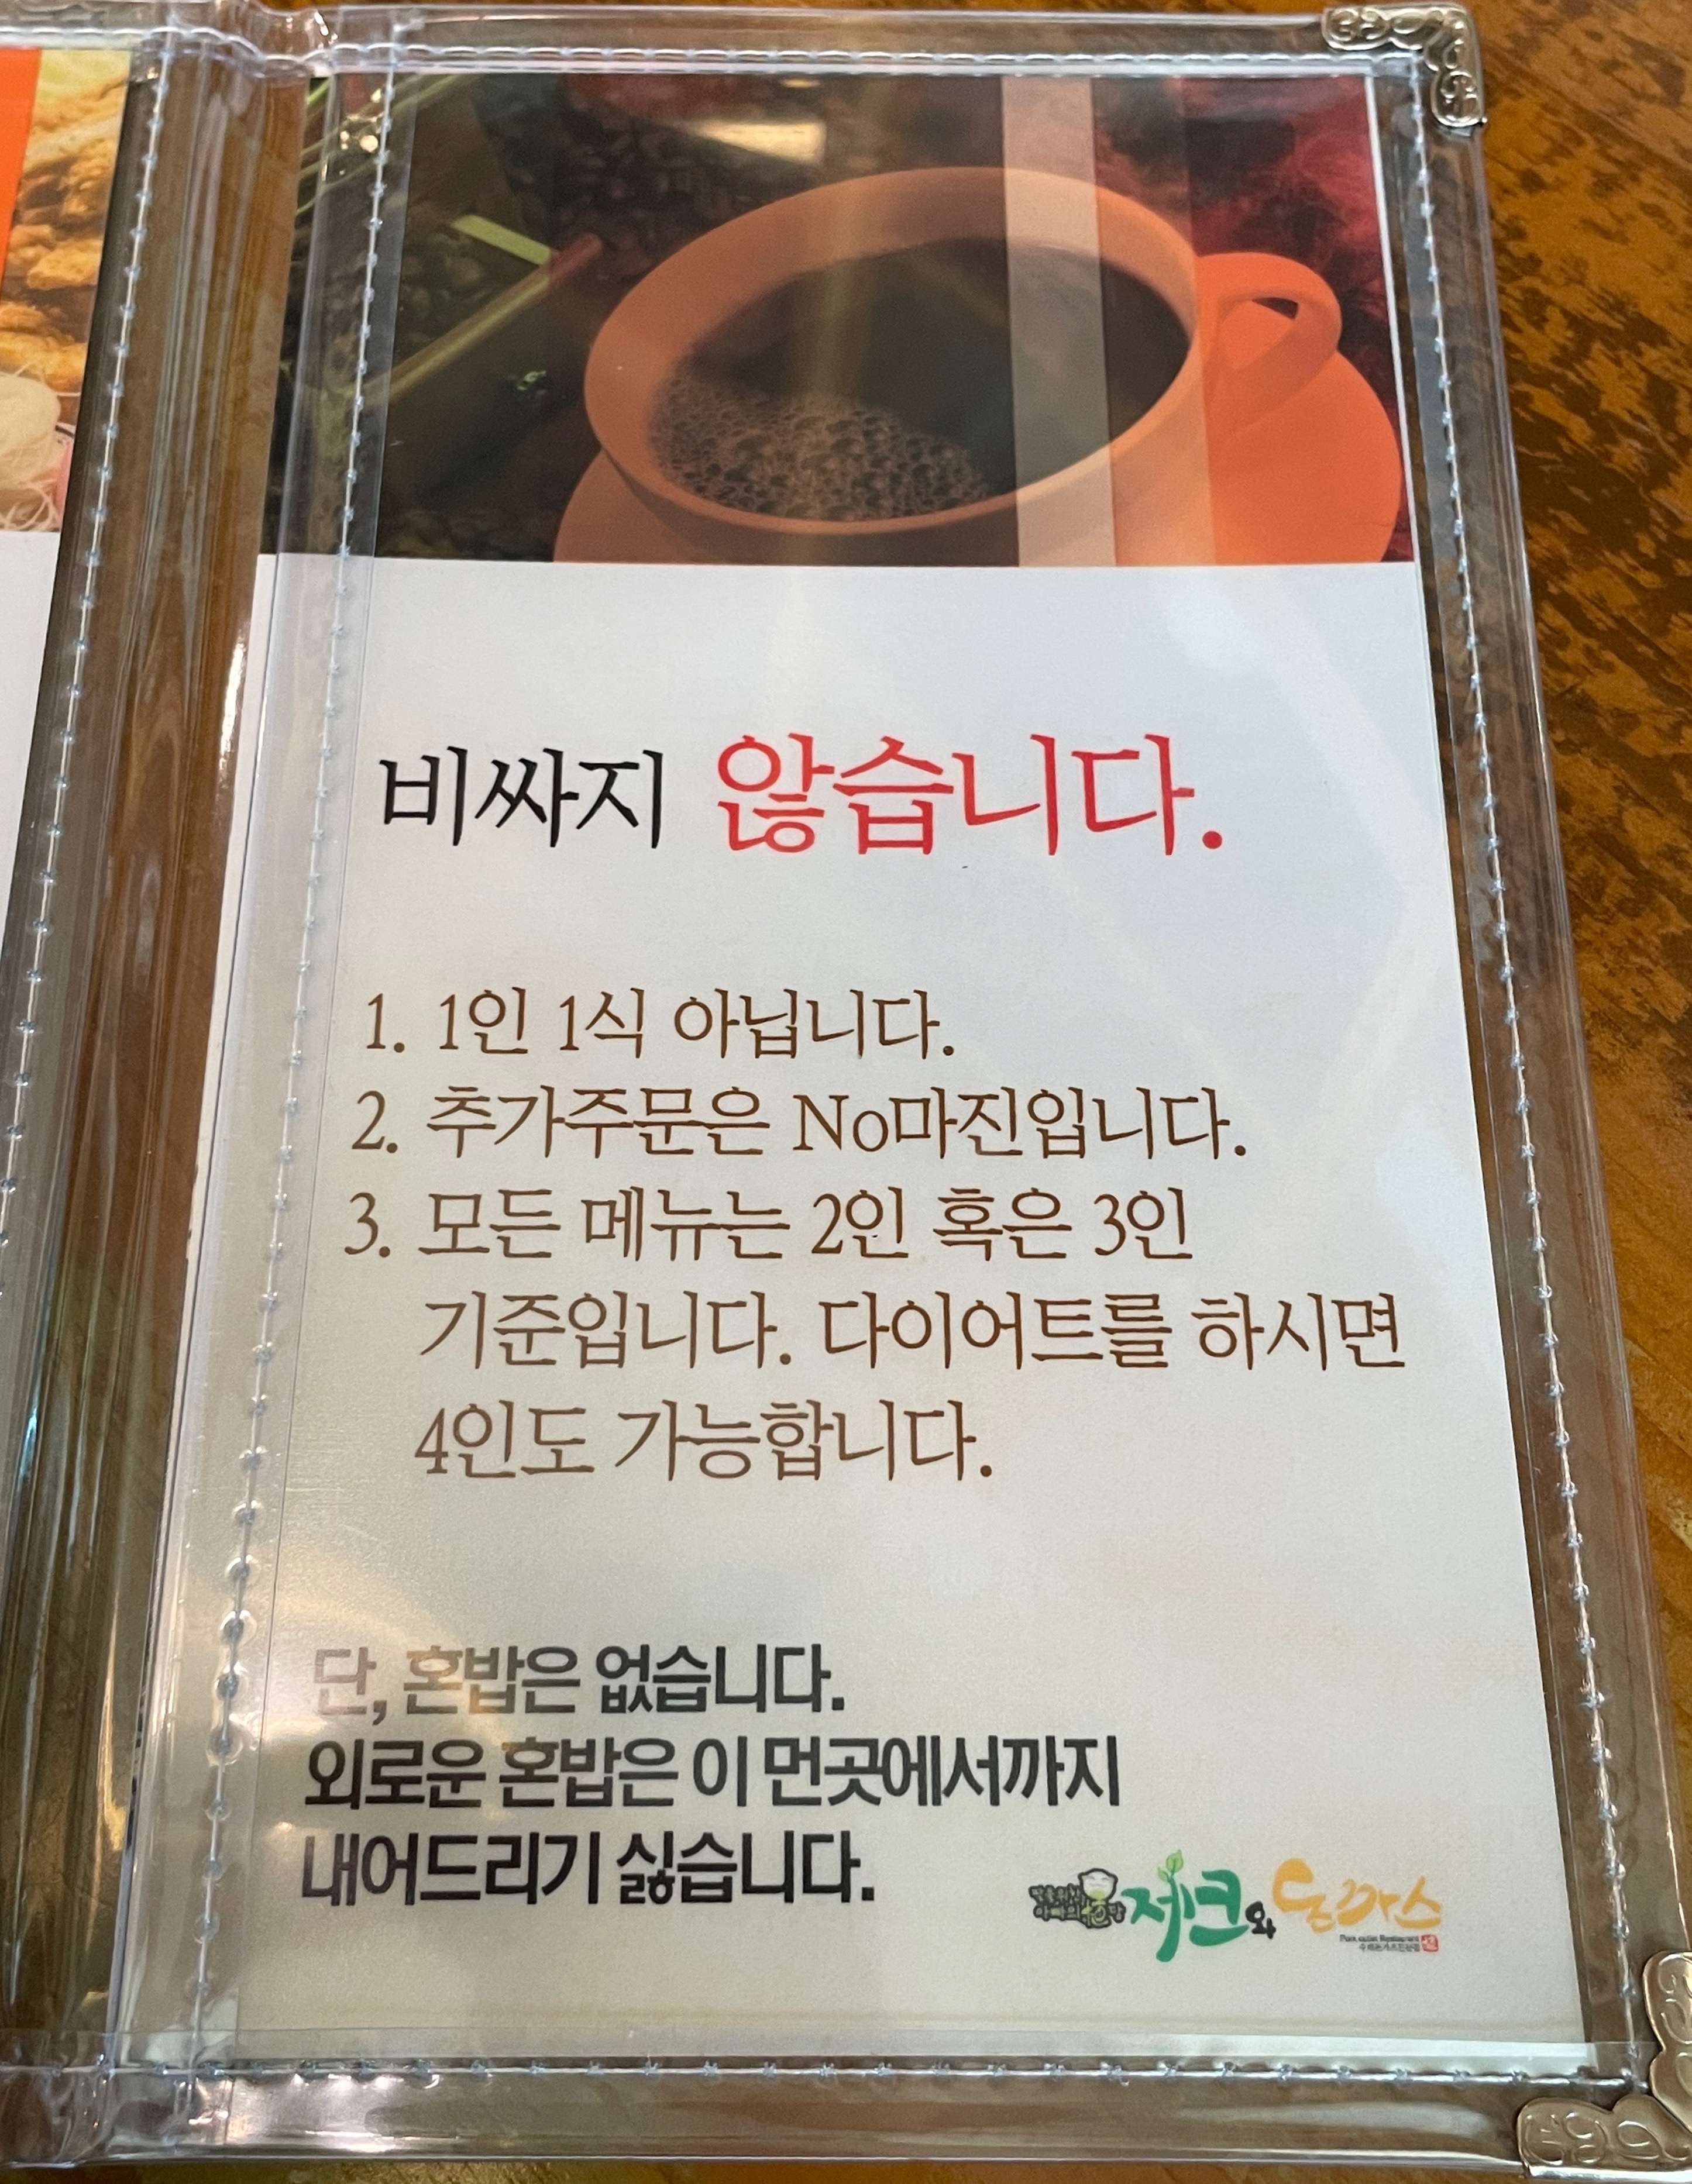 비싸지 않습니다.
1. 1인 1식 아닙니다.
2. 추가주문은 No마진입니다.
3. 모든 메뉴는 2인 혹은 3인
기준입니다. 다이어트를 하시면
4인도 가능합니다.
단, 혼밥은 없습니다.
외로운 혼밥은 이 먼곳에서까지
내어드리기 싫습니다.
제크와 돈까스
Pork cutlet Restaurant